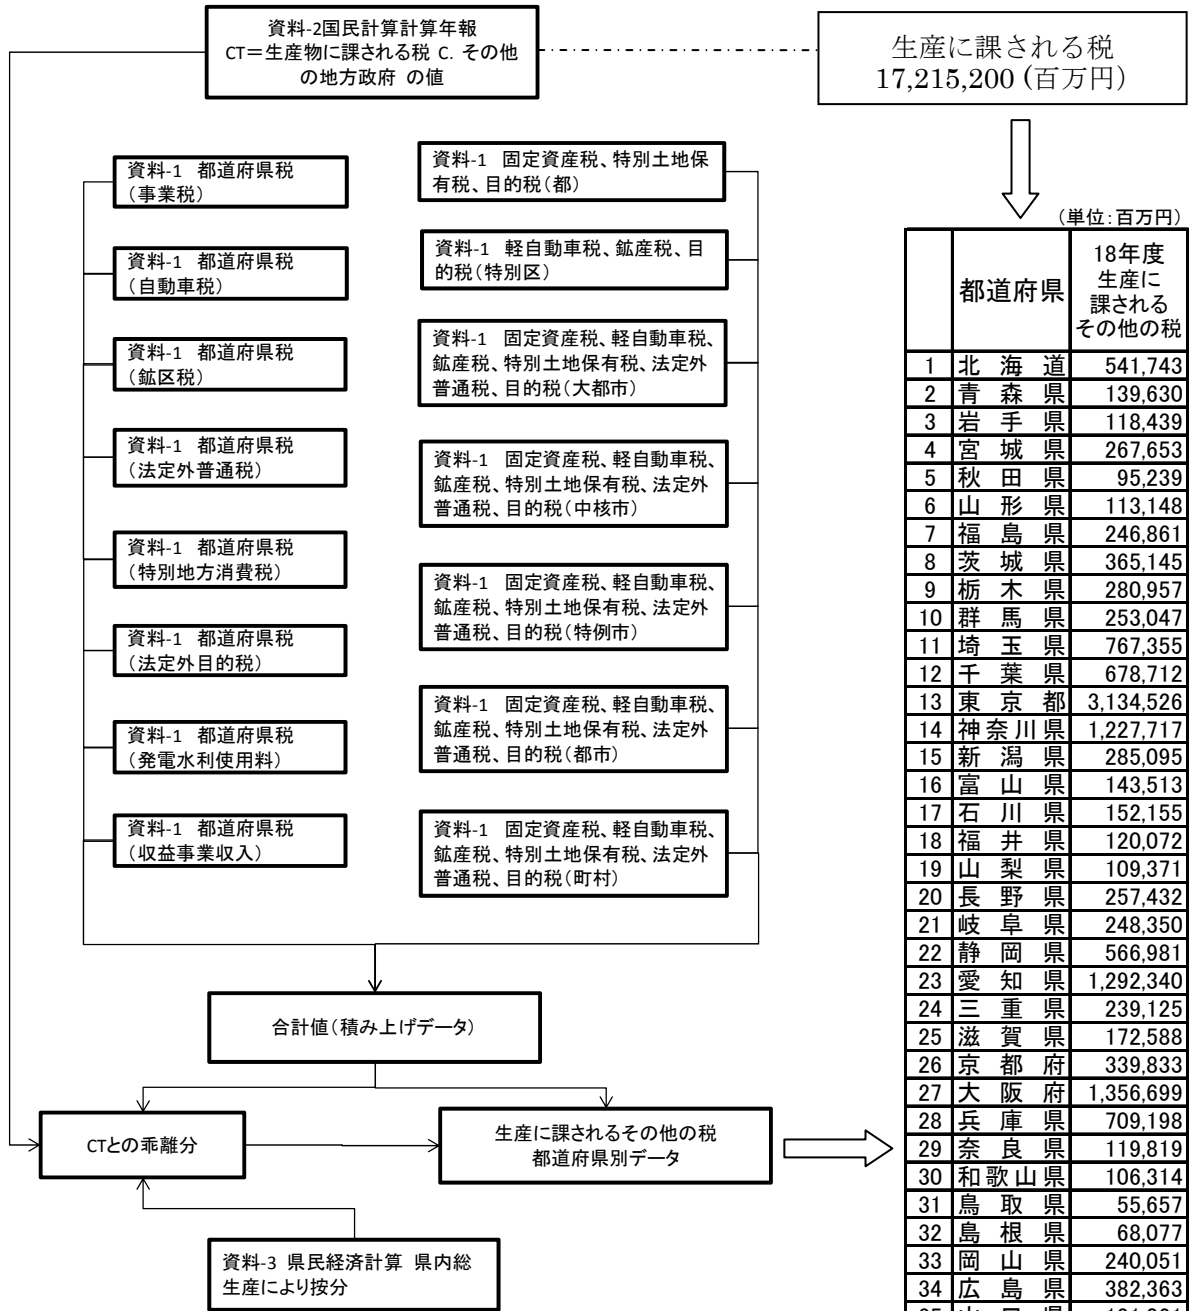 資料-2国民計算計算年報
CT＝生産物に課される税 C. その他
の地方政府 の値
生産に課される税
17,215,200 (百万円)
資料-1 都道府県税
(事業税)
資料-1 都道府県税
(自動車税)
資料-1 都道府県税
(鉱区税)
資料-1 都道府県税
(法定外普通税)
資料-1 都道府県税
(特別地方消費税)
資料-1 都道府県税
(法定外目的税)
資料-1 都道府県税
(発電水利使用料)
資料-1 都道府県税
(収益事業収入)
資料-1 固定資産税、特別土地保
有税、目的税(都)
資料-1 軽自動車税、鉱産税、目
的税(特別区)
資料-1 固定資産税、軽自動車税、
鉱産税、特別土地保有税、法定外
普通税、目的税(大都市)
資料-1 固定資産税、軽自動車税、
鉱産税、特別土地保有税、法定外
普通税、目的税(中核市)
資料-1 固定資産税、軽自動車税、
鉱産税、特別土地保有税、法定外
普通税、目的税(特例市)
資料-1 固定資産税、軽自動車税、
鉱産税、特別土地保有税、法定外
普通税、目的税(都市)
資料-1 固定資産税、軽自動車税、
鉱産税、特別土地保有税、法定外
普通税、目的税(町村)
合計値(積み上げデータ)
CTとの乖離分
生産に課されるその他の税
都道府県別データ
資料-3 県民経済計算 県内総
生産により按分
(単位:百万円)
都道府県
18年度
生産に
課される
その他の税
1 北海道 541,743
2 青森県 139,630
3 岩手県 118,439
4 宮城県 267,653
5 秋田県 95,239
6 山形県 113,148
7 福島県 246,861
8 茨城県 365,145
9 栃木県 280,957
10 群馬県 253,047
11 埼玉県 767,355
12 千葉県 678,712
13 東京都 3,134,526
14 神奈川県 1,227,717
15 新潟県 285,095
16 富山県 143,513
17 石川県 152,155
18 福井県 120,072
19 山梨県 109,371
20 長野県 257,432
21 岐阜県 248,350
22 静岡県 566,981
23 愛知県 1,292,340
24 三重県 239,125
25 滋賀県 172,588
26 京都府 339,833
27 大阪府 1,356,699
28 兵庫県 709,198
29 奈良県 119,819
30 和歌山県 106,314
31 鳥取県 55,657
32 島根県 68,077
33 岡山県 240,051
34 広島県 382,363